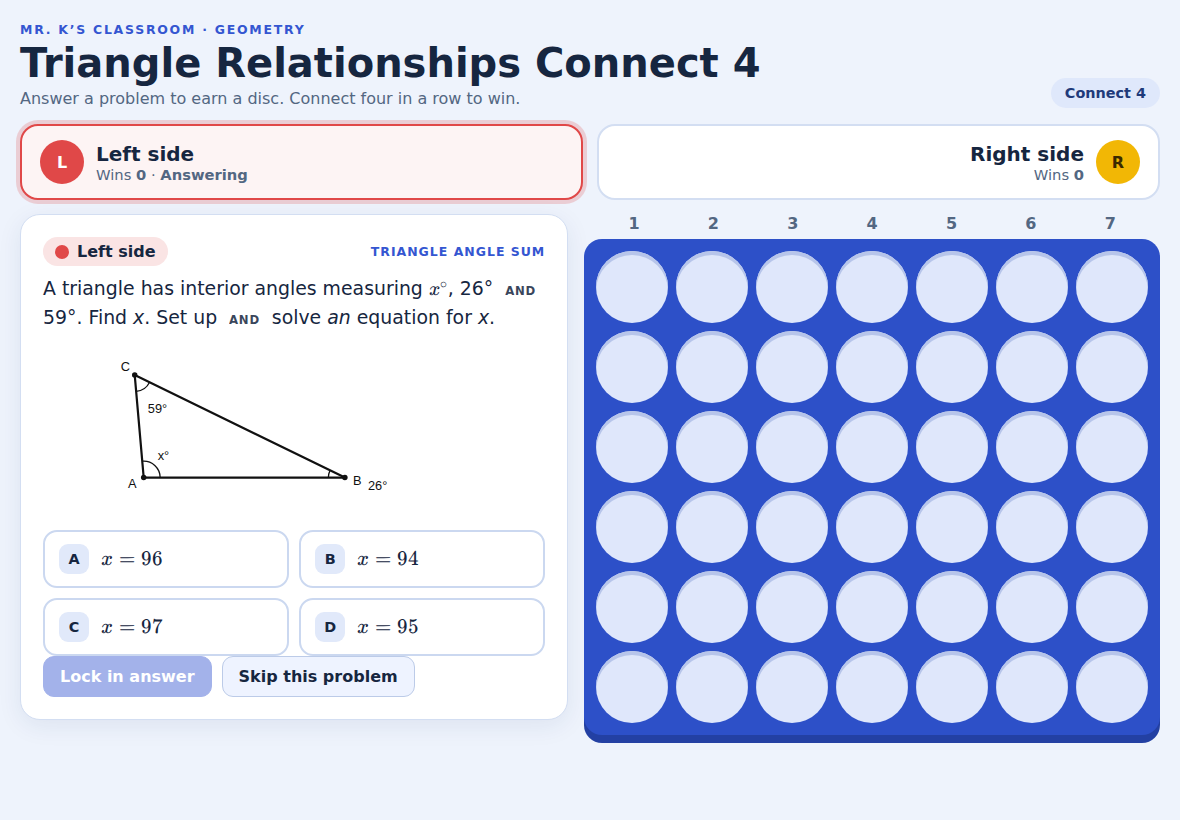 MR. K'S CLASSROOM · GEOMETRY
Triangle Relationships Connect 4
Answer a problem to earn a disc. Connect four in a row to win.
Connect 4
L
Left side
Wins 0 · Answering
Right side
Wins 0
R
Left side
TRIANGLE ANGLE SUM
A triangle has interior angles measuring x°, 26° AND
59°. Find x. Set up AND solve an equation for x.
C
59°
x°
A
B 26°
A x = 96
B x = 94
C x = 97
D x = 95
Lock in answer
Skip this problem
1 2 3 4 5 6 7